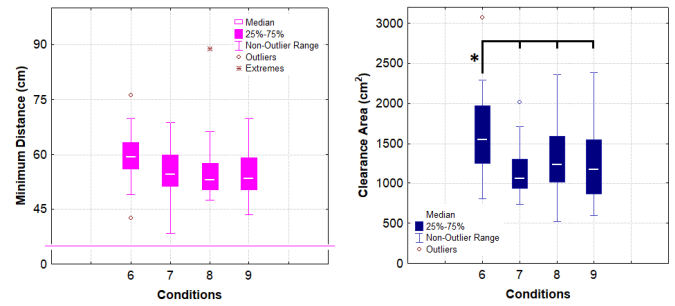 90
75
60
45
0
Minimum Distance (cm)
Median
25%-75%
Non-Outlier Range
Outliers
Extremes
6 7 8 9
Conditions
3000
2500
2000
1500
1000
500
0
Clearance Area (cm²)
*
Median
25%-75%
Non-Outlier Range
Outliers
6 7 8 9
Conditions